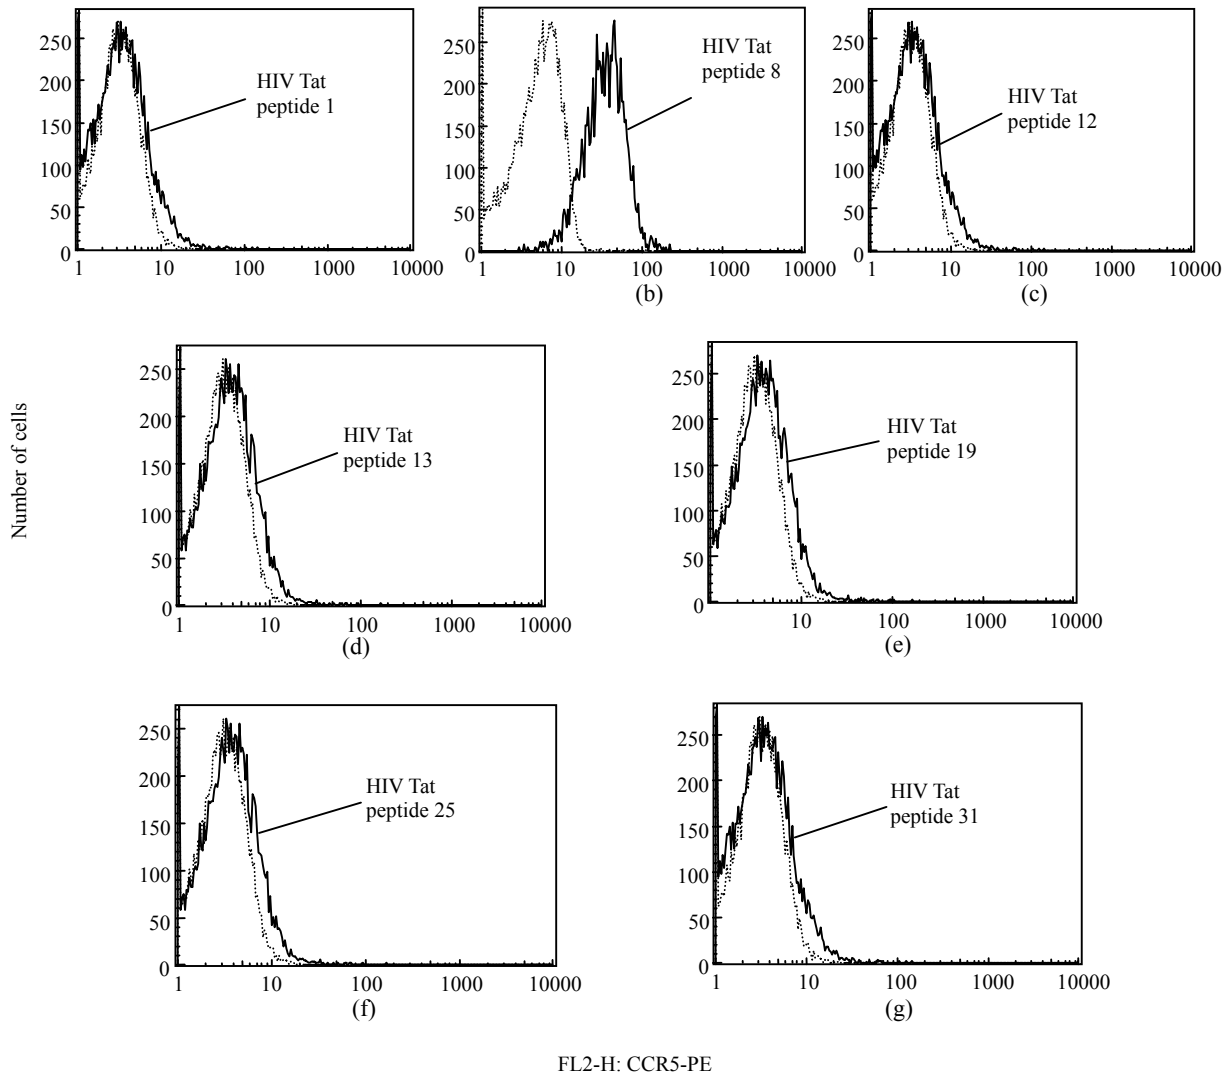 250
200
150
100
50
0
HIV Tat
peptide 1
1 10 100 1000 10000
250
200
150
100
50
0
HIV Tat
peptide 8
1 10 100 1000 10000
(b)
250
200
150
100
50
0
HIV Tat
peptide 12
1 10 100 1000 10000
(c)
Number of cells
250
200
150
100
50
0
HIV Tat
peptide 13
1 10 100 1000 10000
(d)
250
200
150
100
50
0
HIV Tat
peptide 19
10 100 1000 10000
(e)
250
200
150
100
50
0
HIV Tat
peptide 25
1 10 100 1000 10000
(f)
250
200
150
100
50
0
HIV Tat
peptide 31
1 10 100 1000 10000
(g)
FL2-H: CCR5-PE